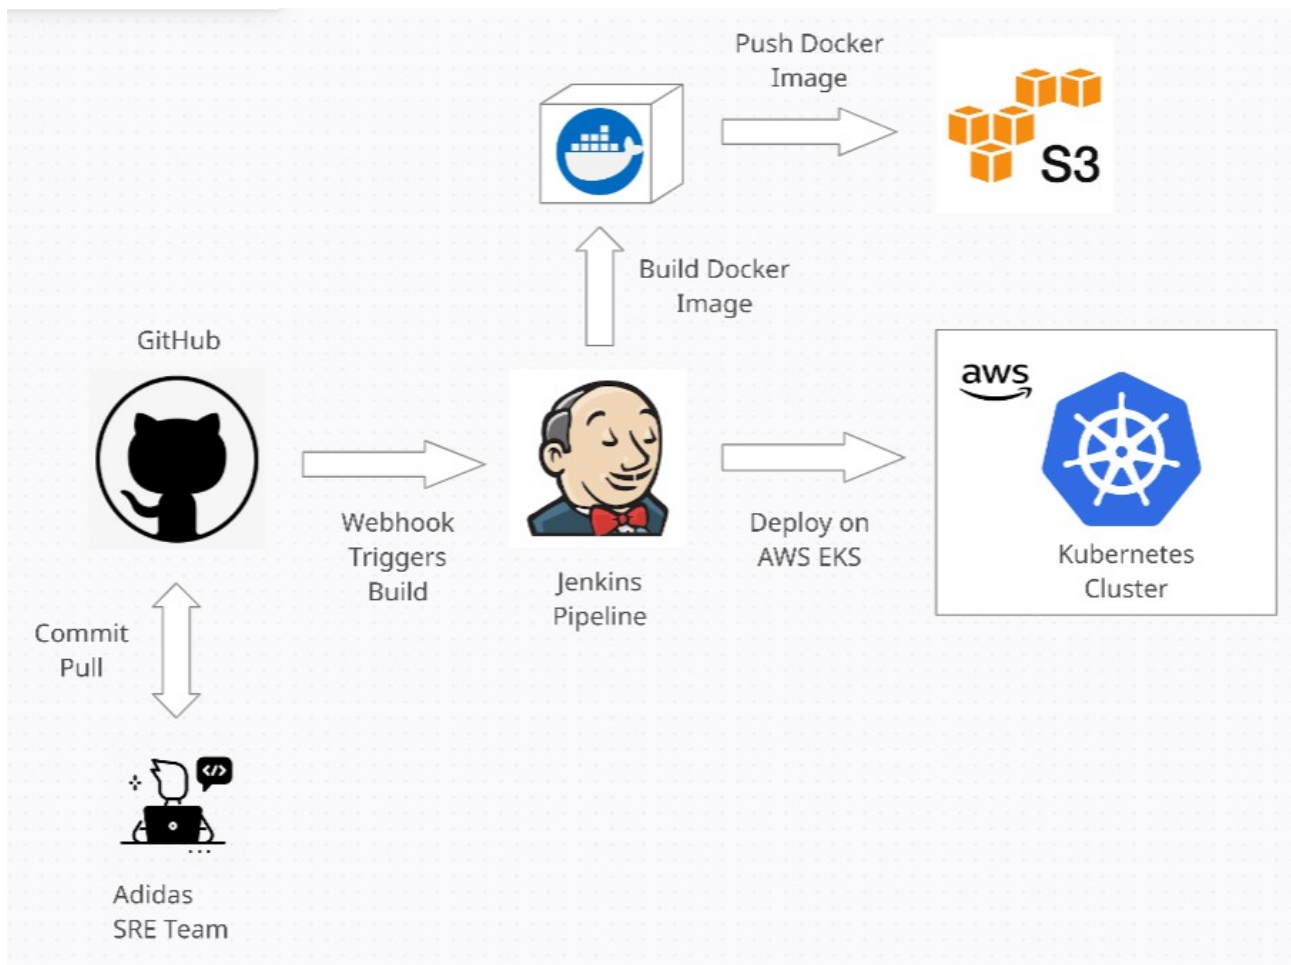 Push Docker
Image
S3
Build Docker
Image
GitHub
aws
Webhook
Triggers
Build
Jenkins
Pipeline
Deploy on
AWS EKS
Kubernetes
Cluster
Commit
Pull
</>
Adidas
SRE Team